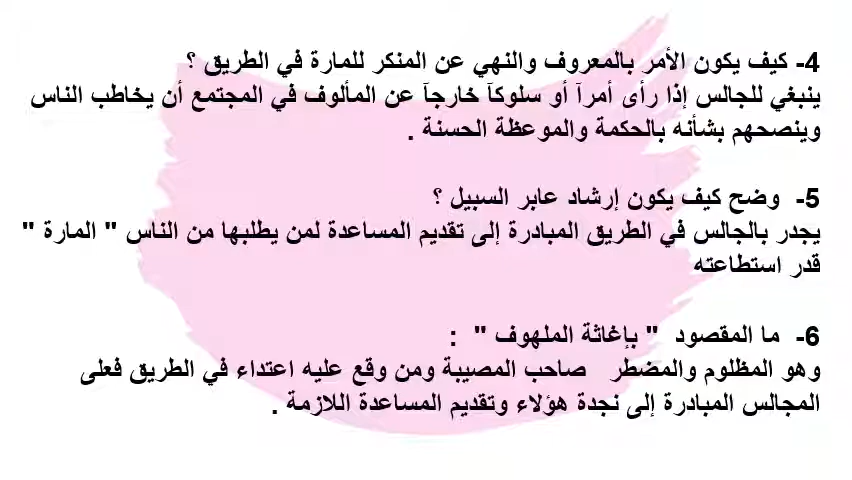 4- كيف يكون الأمر بالمعروف والنهي عن المنكر للمارة في الطريق ؟
ينبغي للجالس إذا رأى أمرآ أو سلوكآ خارجآ عن المألوف في المجتمع أن يخاطب الناس
وينصحهم بشأنه بالحكمة والموعظة الحسنة .
5- وضح كيف يكون إرشاد عابر السبيل ؟
يجدر بالجالس في الطريق المبادرة إلى تقديم المساعدة لمن يطلبها من الناس " المارة "
قدر استطاعته
6- ما المقصود " بإغاثة الملهوف " :
وهو المظلوم والمضطر صاحب المصيبة ومن وقع عليه اعتداء في الطريق فعلى
المجالس المبادرة إلى نجدة هؤلاء وتقديم المساعدة اللازمة .